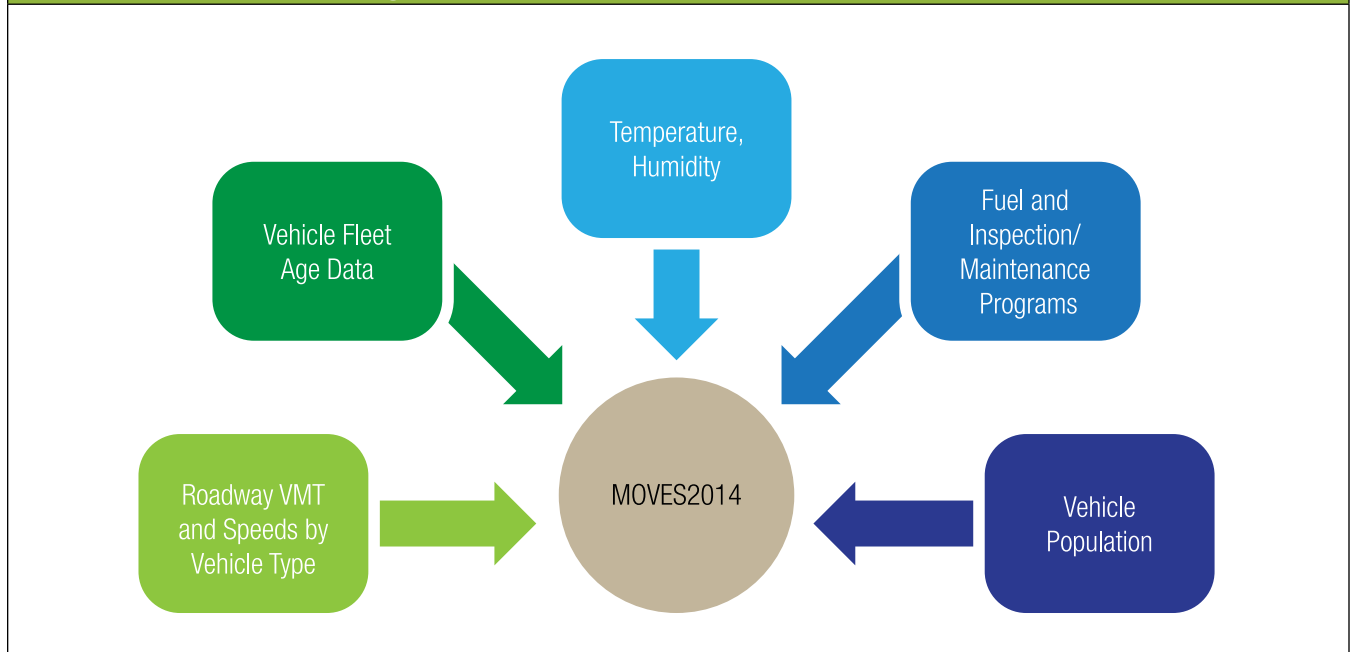 Temperature,
Humidity
Vehicle Fleet
Age Data
Fuel and
Inspection/
Maintenance
Programs
Roadway VMT
and Speeds by
Vehicle Type
MOVES2014
Vehicle
Population